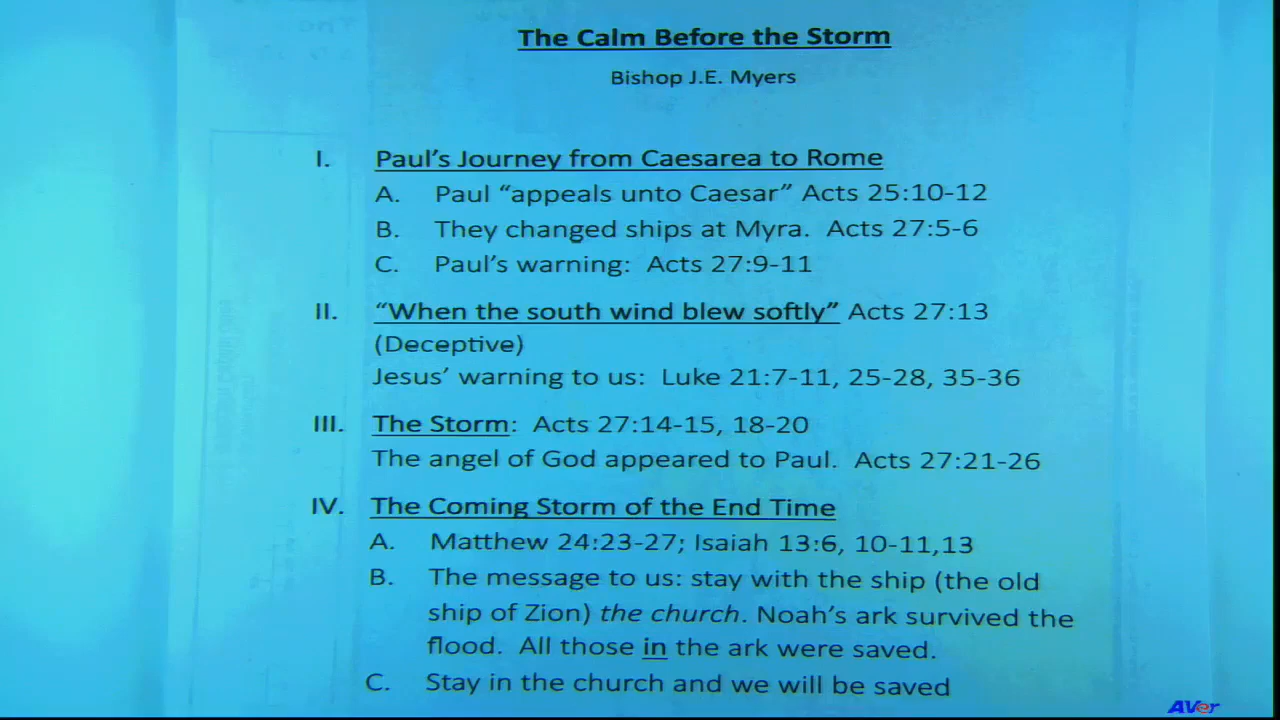 The Calm Before the Storm
Bishop J.E. Myers
I. Paul’s Journey from Caesarea to Rome
A. Paul “appeals unto Caesar” Acts 25:10-12
B. They changed ships at Myra. Acts 27:5-6
C. Paul’s warning: Acts 27:9-11
II. “When the south wind blew softly” Acts 27:13
(Deceptive)
Jesus’ warning to us: Luke 21:7-11, 25-28, 35-36
III. The Storm: Acts 27:14-15, 18-20
The angel of God appeared to Paul. Acts 27:21-26
IV. The Coming Storm of the End Time
A. Matthew 24:23-27; Isaiah 13:6, 10-11,13
B. The message to us: stay with the ship (the old
ship of Zion) the church. Noah’s ark survived the
flood. All those in the ark were saved.
C. Stay in the church and we will be saved
AVer